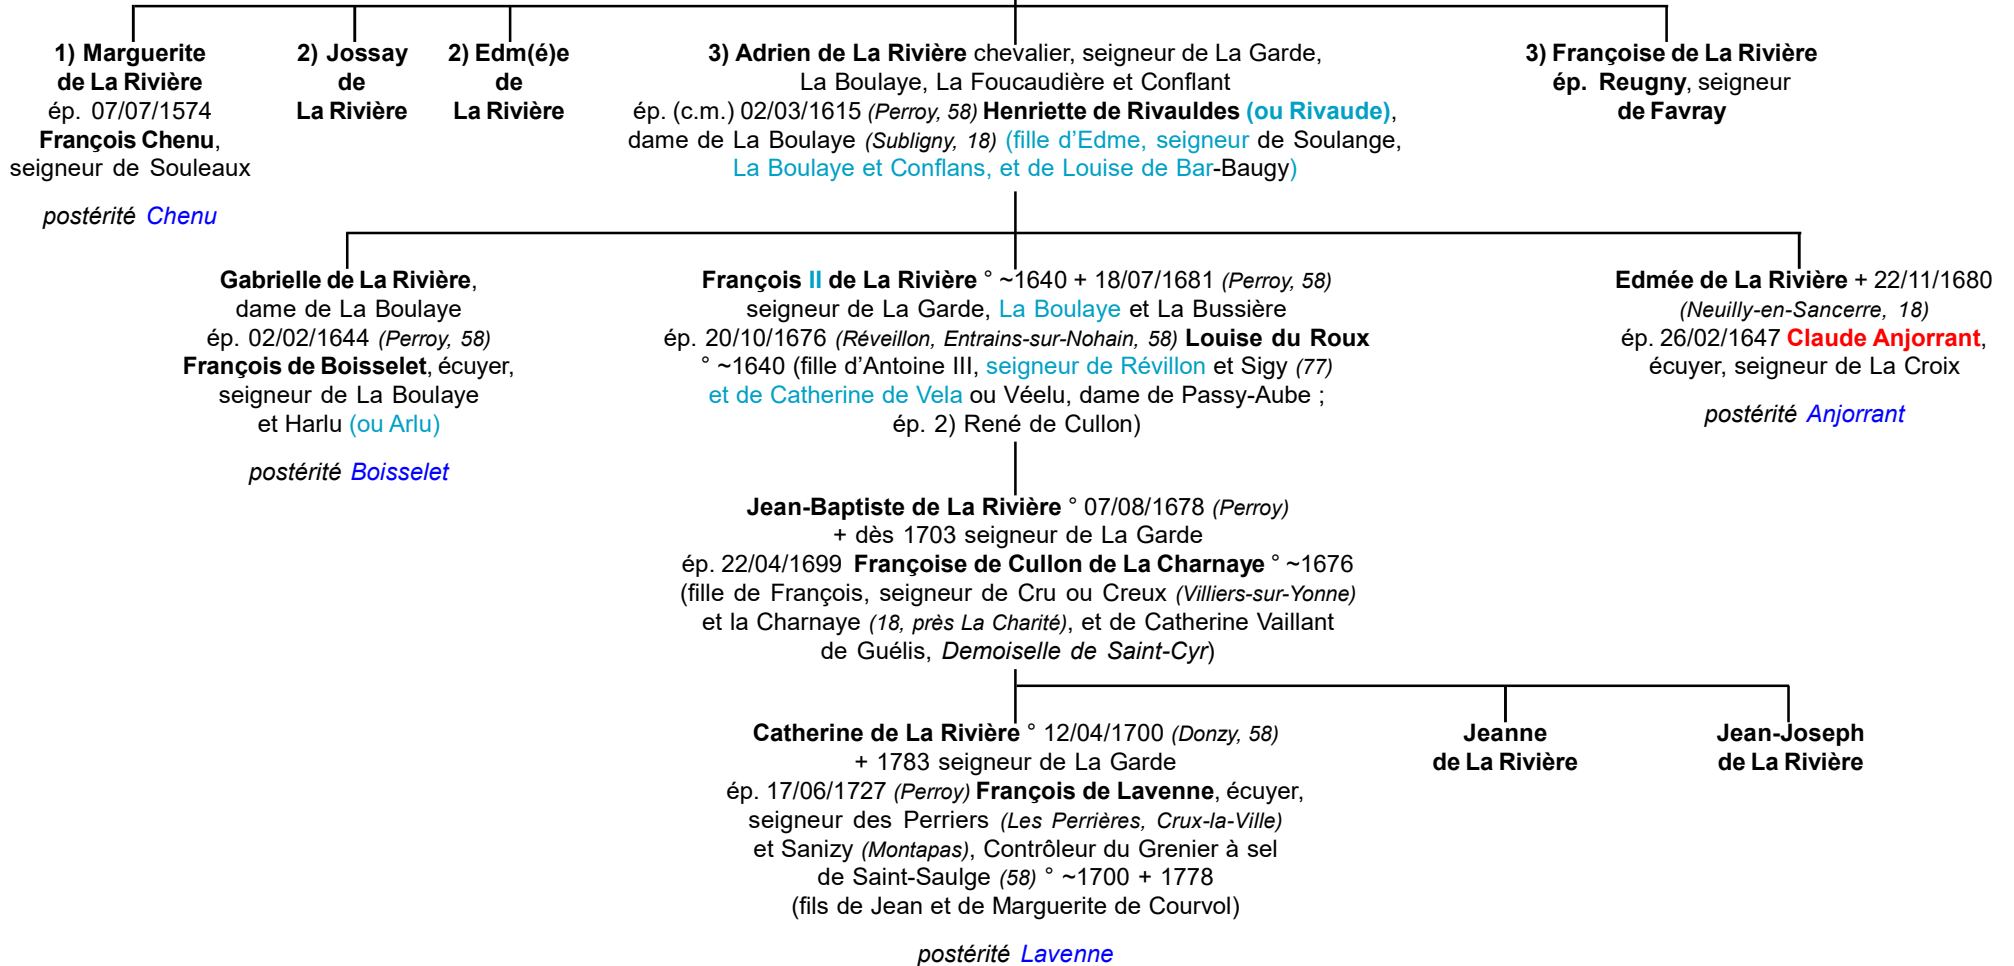 1) Marguerite
de La Rivière
ép. 07/07/1574
François Chenu,
seigneur de Souleaux
postérité Chenu
2) Jossay
de
La Rivière
2) Edm(é)e
de
La Rivière
3) Adrien de La Rivière chevalier, seigneur de La Garde,
La Boulaye, La Foucaudière et Conflant
ép. (c.m.) 02/03/1615 (Perroy, 58) Henriette de Rivauldes (ou Rivaude),
dame de La Boulaye (Subligny, 18) (fille d'Edme, seigneur de Soulange,
La Boulaye et Conflans, et de Louise de Bar-Baugy)
3) Françoise de La Rivière
ép. Reugny, seigneur
de Favray
Gabrielle de La Rivière,
dame de La Boulaye
ép. 02/02/1644 (Perroy, 58)
François de Boisselet, écuyer,
seigneur de La Boulaye
et Harlu (ou Arlu)
postérité Boisselet
François II de La Rivière ° ~1640 + 18/07/1681 (Perroy, 58)
seigneur de La Garde, La Boulaye et La Bussière
ép. 20/10/1676 (Réveillon, Entrains-sur-Nohain, 58) Louise du Roux
° ~1640 (fille d'Antoine III, seigneur de Révillon et Sigy (77)
et de Catherine de Vela ou Véelu, dame de Passy-Aube ;
ép. 2) René de Cullon)
Edmée de La Rivière + 22/11/1680
(Neuilly-en-Sancerre, 18)
ép. 26/02/1647 Claude Anjorrant,
écuyer, seigneur de La Croix
postérité Anjorrant
Jean-Baptiste de La Rivière ° 07/08/1678 (Perroy)
+ dès 1703 seigneur de La Garde
ép. 22/04/1699 Françoise de Cullon de La Charnaye ° ~1676
(fille de François, seigneur de Cru ou Creux (Villiers-sur-Yonne)
et la Charnaye (18, près La Charité), et de Catherine Vaillant
de Guélis, Demoiselle de Saint-Cyr)
Catherine de La Rivière ° 12/04/1700 (Donzy, 58)
+ 1783 seigneur de La Garde
ép. 17/06/1727 (Perroy) François de Lavenne, écuyer,
seigneur des Perriers (Les Perrières, Crux-la-Ville)
et Sanizy (Montapas), Contrôleur du Grenier à sel
de Saint-Saulge (58) ° ~1700 + 1778
(fils de Jean et de Marguerite de Courvol)
postérité Lavenne
Jeanne
de La Rivière
Jean-Joseph
de La Rivière